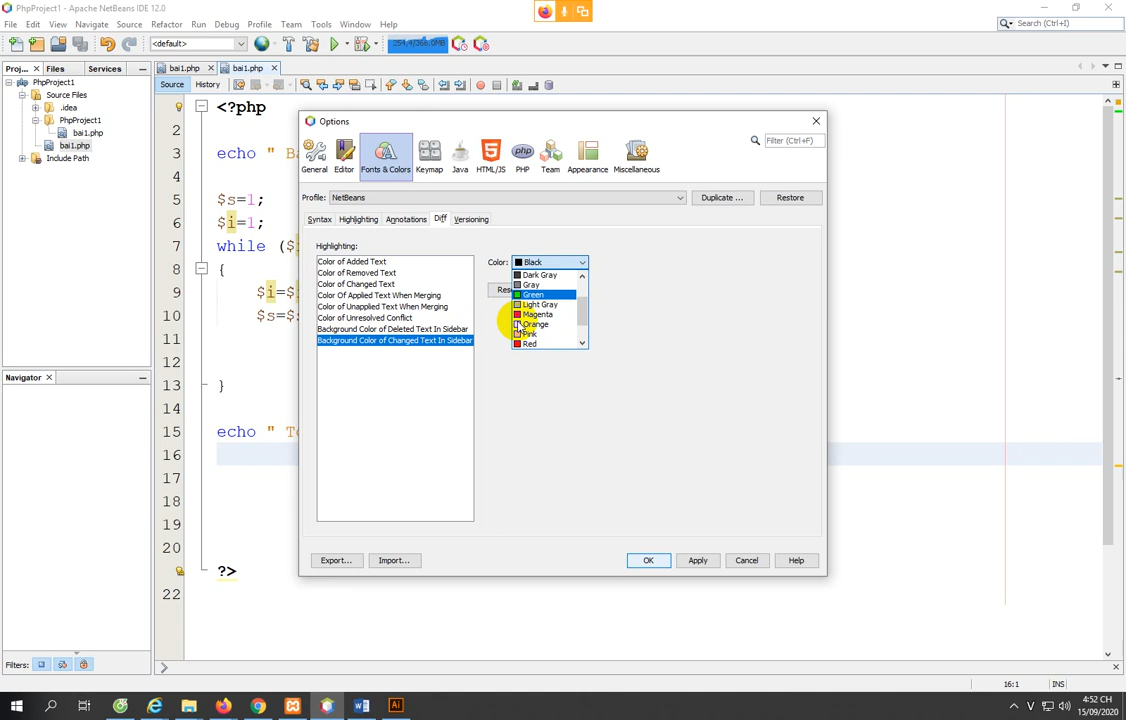 PhpProject1 - Apache NetBeans IDE 12.0
File Edit View Navigate Source Refactor Run Debug Profile Team Tools Window Help
Search (Ctrl+I)
<default>
254,4/368,0MB
Proj... Files Services
bai1.php bai1.php
PhpProject1
Source Files
.idea
PhpProject1
bai1.php
bai1.php
Include Path
Source History
<?php
2
3 echo " Ba
4
5 $s=1;
6 $i=1;
7 while ($i
8 {
9 $i=$i
10 $s=$s
11
12
13 }
14
15 echo " To
16
17
18
19
20
?>
22
Options
General Editor Fonts & Colors Keymap Java HTML/JS PHP Team Appearance Miscellaneous
Filter (Ctrl+F)
Profile: NetBeans
Duplicate ... Restore
Syntax Highlighting Annotations Diff Versioning
Highlighting:
Color of Added Text
Color of Removed Text
Color of Changed Text
Color Of Applied Text When Merging
Color of Unapplied Text When Merging
Color of Unresolved Conflict
Background Color of Deleted Text In Sidebar
Background Color of Changed Text In Sidebar
Color: Black
Res
Dark Gray
Gray
Green
Light Gray
Magenta
Orange
Pink
Red
Export... Import... OK Apply Cancel Help
Navigator
Filters:
16:1 INS
4:52 CH
15/09/2020